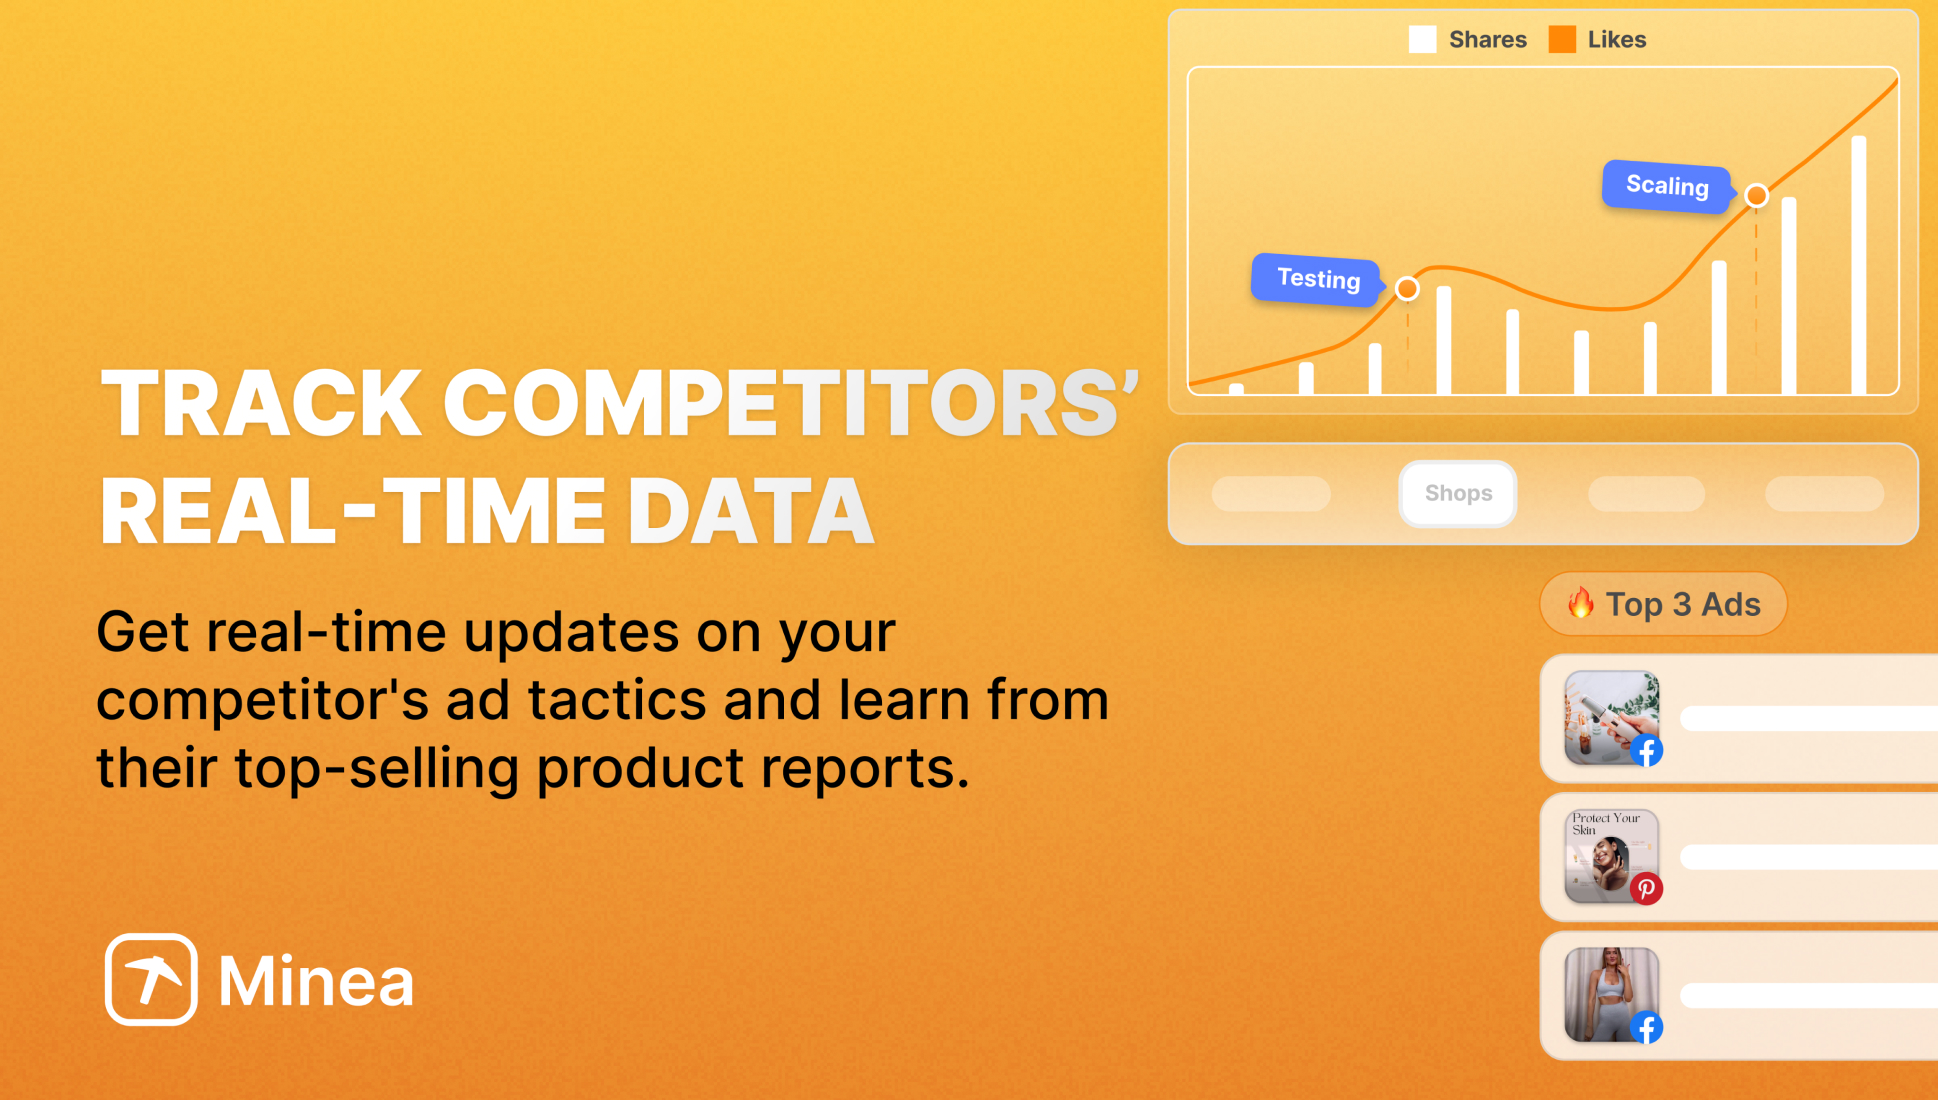 Shares
Likes
Scaling
Testing
TRACK COMPETITORS’
REAL-TIME DATA
Shops
Get real-time updates on your
competitor's ad tactics and learn from
their top-selling product reports.
Top 3 Ads
Protect Your
Skin
Minea